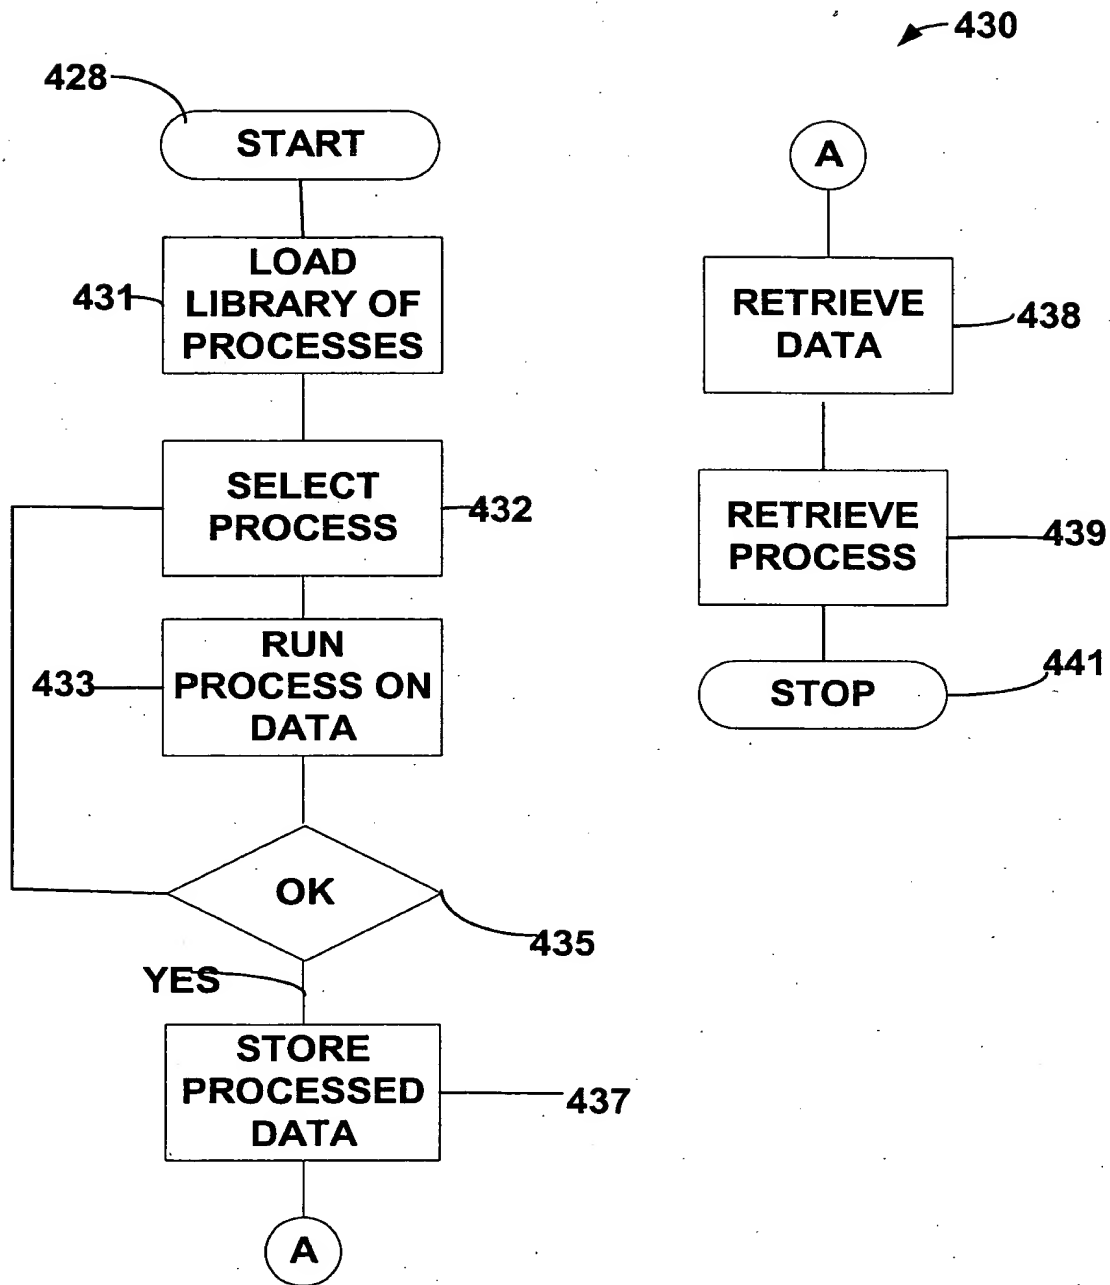 430
428
START
LOAD
LIBRARY OF
PROCESSES
431
SELECT
PROCESS
432
RUN
PROCESS ON
DATA
433
OK
435
YES
STORE
PROCESSED
DATA
437
A
A
RETRIEVE
DATA
438
RETRIEVE
PROCESS
439
STOP
441